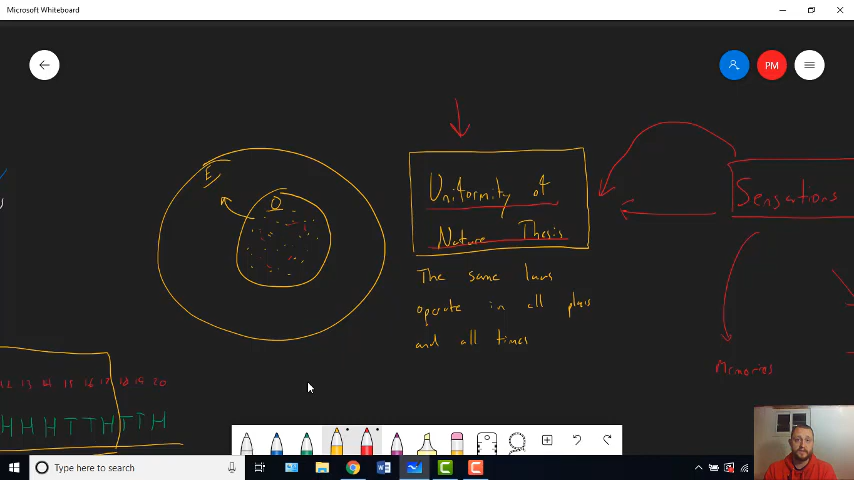 Microsoft Whiteboard
PM
E
O
Uniformity of
Nature Thesis
The same laws
operate in all places
and all times
Sensations
Memories
13 14 15 16 17 18 19 20
H H H T T H T T H
Type here to search